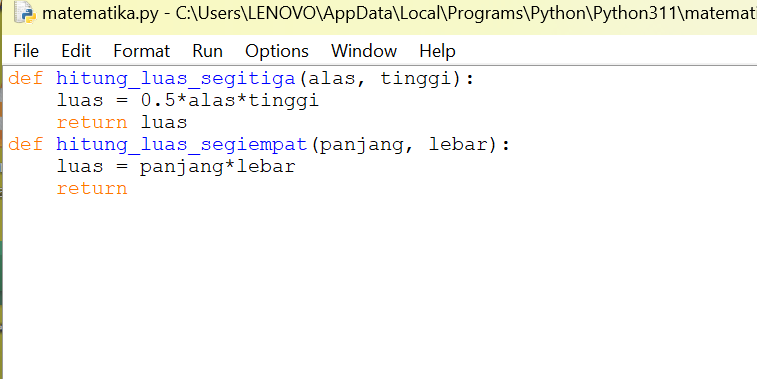 matematika.py - C:\Users\LENOVO\AppData\Local\Programs\Python\Python311\matemati
File Edit Format Run Options Window Help
def hitung_luas_segitiga(alas, tinggi):
    luas = 0.5*alas*tinggi
    return luas
def hitung_luas_segiempat(panjang, lebar):
    luas = panjang*lebar
    return